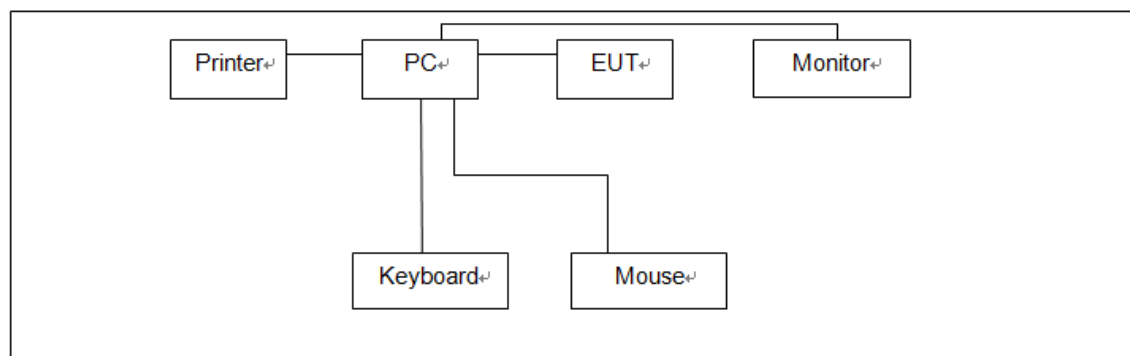 Printer
PC
EUT
Monitor
Keyboard
Mouse